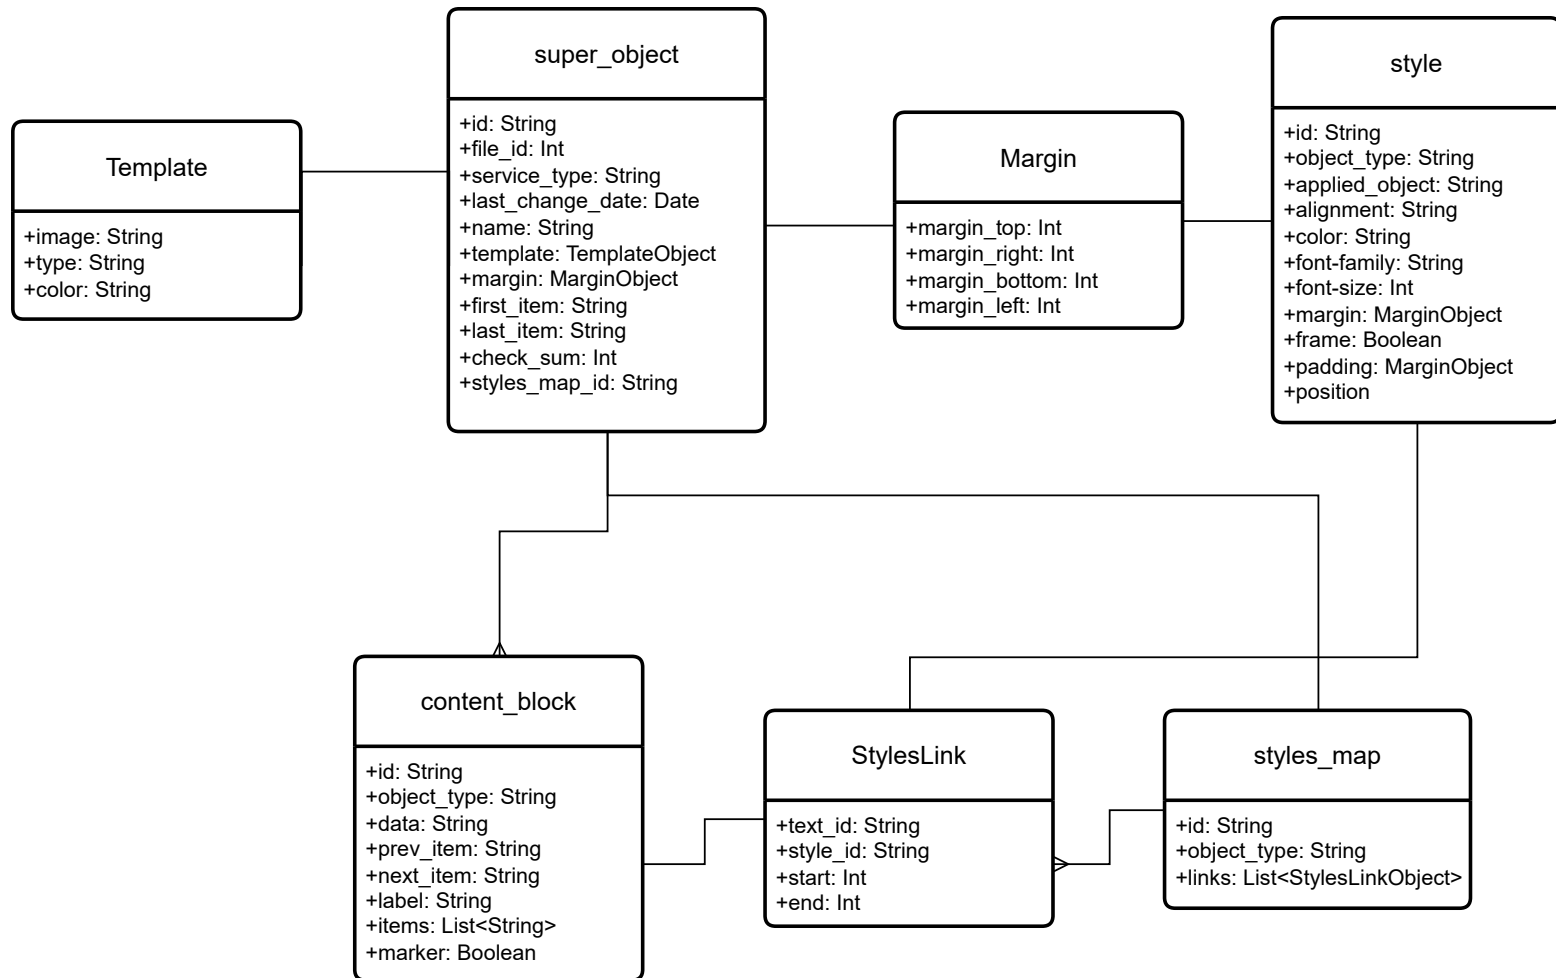 super_object
+id: String
+file_id: Int
+service_type: String
+last_change_date: Date
+name: String
+template: TemplateObject
+margin: MarginObject
+first_item: String
+last_item: String
+check_sum: Int
+styles_map_id: String
style
+id: String
+object_type: String
+applied_object: String
+alignment: String
+color: String
+font-family: String
+font-size: Int
+margin: MarginObject
+frame: Boolean
+padding: MarginObject
+position
Template
+image: String
+type: String
+color: String
Margin
+margin_top: Int
+margin_right: Int
+margin_bottom: Int
+margin_left: Int
content_block
+id: String
+object_type: String
+data: String
+prev_item: String
+next_item: String
+label: String
+items: List<String>
+marker: Boolean
StylesLink
+text_id: String
+style_id: String
+start: Int
+end: Int
styles_map
+id: String
+object_type: String
+links: List<StylesLinkObject>